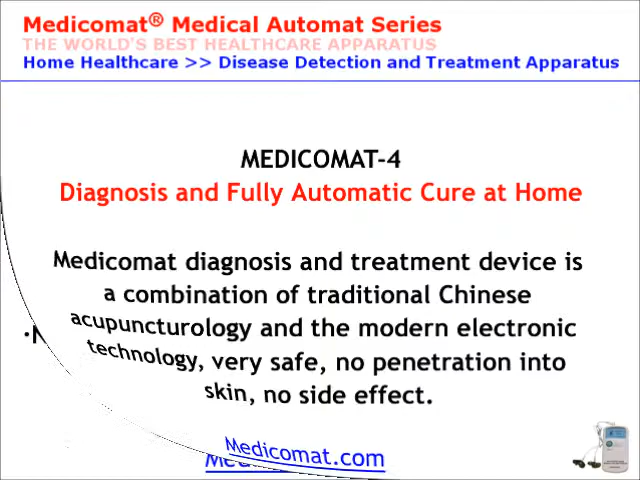 Medicomat® Medical Automat Series
THE WORLD'S BEST HEALTHCARE APPARATUS
Home Healthcare >> Disease Detection and Treatment Apparatus
MEDICOMAT-4
Diagnosis and Fully Automatic Cure at Home
Medicomat diagnosis and treatment device is
a combination of traditional Chinese
acupuncturology and the modern electronic
technology, very safe, no penetration into
skin, no side effect.
Medicomat.com